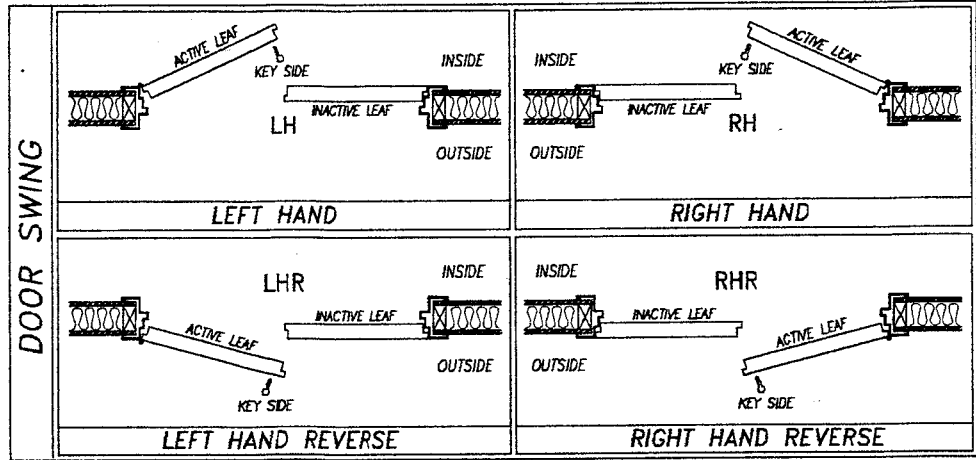 DOOR SWING
ACTIVE LEAF
KEY SIDE
INSIDE
INACTIVE LEAF
LH
OUTSIDE
LEFT HAND
ACTIVE LEAF
INSIDE
KEY SIDE
INACTIVE LEAF
RH
OUTSIDE
RIGHT HAND
LHR
INSIDE
ACTIVE LEAF
INACTIVE LEAF
OUTSIDE
KEY SIDE
LEFT HAND REVERSE
INSIDE
RHR
INACTIVE LEAF
ACTIVE LEAF
OUTSIDE
KEY SIDE
RIGHT HAND REVERSE